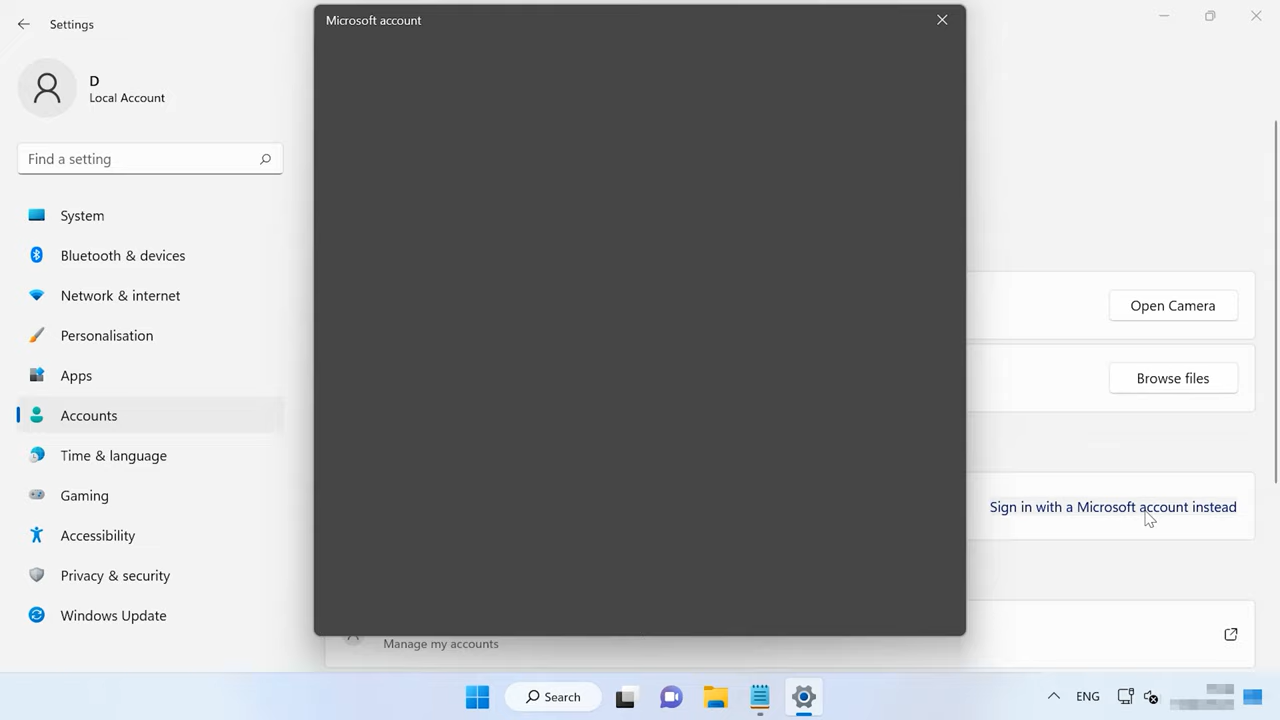 Settings
Microsoft account
D
Local Account
Find a setting
System
Bluetooth & devices
Network & internet
Personalisation
Apps
Accounts
Time & language
Gaming
Accessibility
Privacy & security
Windows Update
Open Camera
Browse files
Sign in with a Microsoft account instead
Manage my accounts
Search
ENG